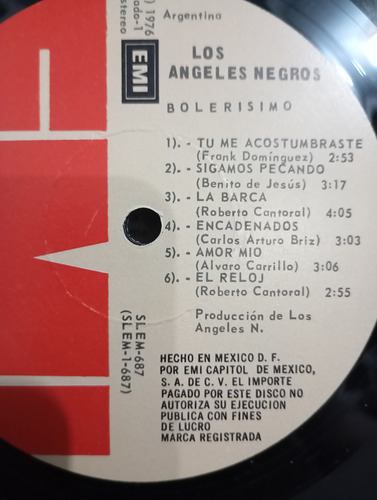 ) 1976
ado-1
stereo
Argentina
EMI
LOS
ANGELES NEGROS
BOLERISIMO
1). - TU ME ACOSTUMBRASTE
(Frank Domínguez) 2:53
2). - SIGAMOS PECANDO
(Benito de Jesús) 3:17
3). - LA BARCA
(Roberto Cantoral) 4:05
4). - ENCADENADOS
(Carlos Arturo Briz) 3:03
5). - AMOR MIO
(Alvaro Carrillo) 3:06
6). - EL RELOJ
(Roberto Cantoral) 2:55
Producción de Los
Angeles N.
SLEM-687
(SLEM-1-687)
HECHO EN MEXICO D. F.
POR EMI CAPITOL DE MEXICO,
S. A. DE C. V. EL IMPORTE
PAGADO POR ESTE DISCO NO
AUTORIZA SU EJECUCION
PUBLICA CON FINES
DE LUCRO
MARCA REGISTRADA